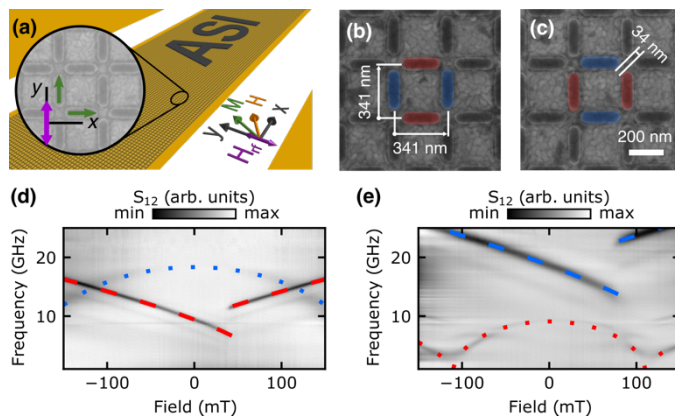 (a)
ASI
y
x
y
M
H
x
H_rf
(b)
341 nm
341 nm
(c)
34 nm
200 nm
(d)
S₁₂ (arb. units)
min max
Frequency (GHz)
20
10
−100 0 100
Field (mT)
(e)
S₁₂ (arb. units)
min max
Frequency (GHz)
20
10
−100 0 100
Field (mT)